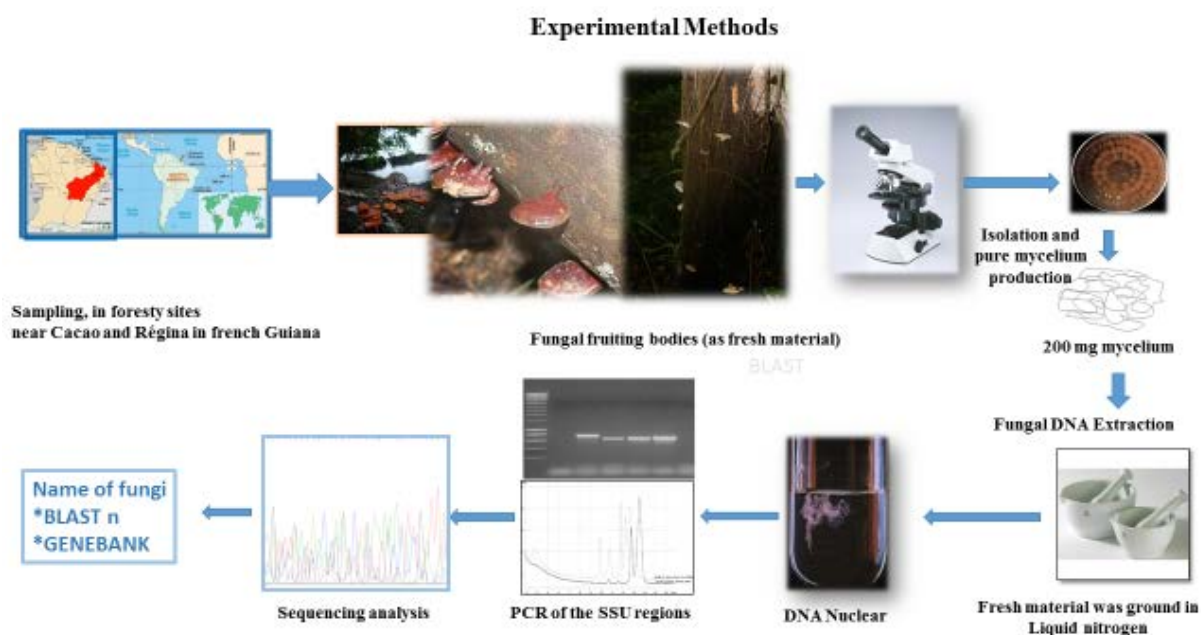 Experimental Methods
Sampling, in foresty sites
near Cacao and Régina in french Guiana
Fungal fruiting bodies (as fresh material)
Isolation and
pure mycelium
production
200 mg mycelium
BLAST
Fungal DNA Extraction
Fresh material was ground in
Liquid nitrogen
DNA Nuclear
PCR of the SSU regions
Sequencing analysis
Name of fungi
*BLAST n
*GENEBANK